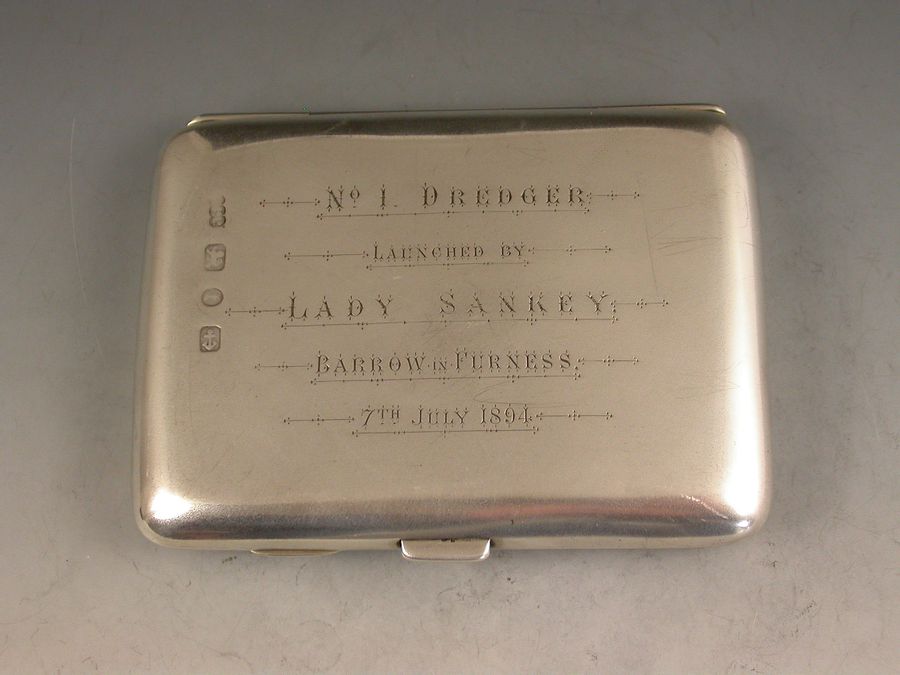 Nº 1 DREDGER
LAUNCHED BY
LADY SANKEY
BARROW·IN·FURNESS.
7TH JULY 1894